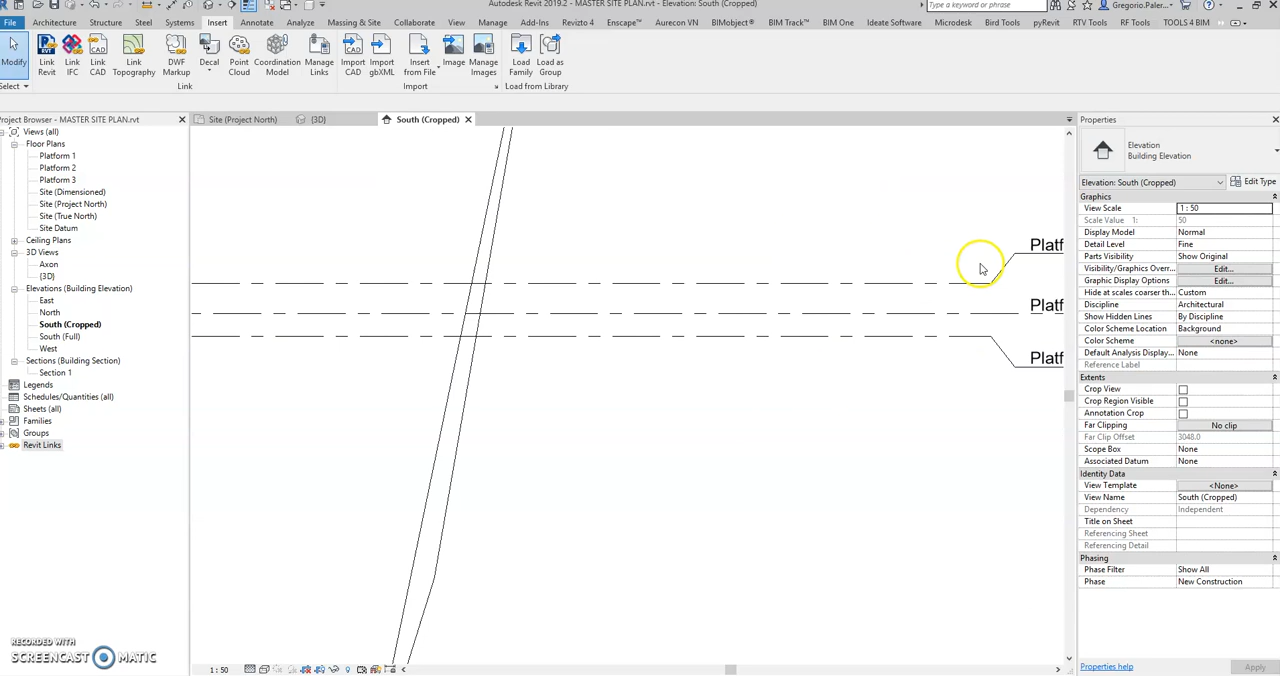 Autodesk Revit 2019.2 - MASTER SITE PLAN.rvt - Elevation: South (Cropped)
Type a keyword or phrase
Gregorio.Paler...
File Architecture Structure Steel Systems Insert Annotate Analyze Massing & Site Collaborate View Manage Add-Ins Revizto 4 Enscape™ Aurecon VN BIMobject® BIM Track™ BIM One Ideate Software Microdesk Bird Tools pyRevit RTV Tools RF Tools TOOLS 4 BIM
Modify
Link Revit
Link IFC
Link CAD
Link Topography
DWF Markup
Decal
Point Cloud
Coordination Model
Manage Links
Import CAD
Import gbXML
Insert from File
Image
Manage Images
Load Family
Load as Group
Select
Link
Import
Load from Library
Project Browser - MASTER SITE PLAN.rvt
Views (all)
Floor Plans
Platform 1
Platform 2
Platform 3
Site (Dimensioned)
Site (Project North)
Site (True North)
Site Datum
Ceiling Plans
3D Views
Axon
{3D}
Elevations (Building Elevation)
East
North
South (Cropped)
South (Full)
West
Sections (Building Section)
Section 1
Legends
Schedules/Quantities (all)
Sheets (all)
Families
Groups
Revit Links
RECORDED WITH
SCREENCAST MATIC
Site (Project North)
{3D}
South (Cropped)
Platf
Platf
Platf
1 : 50
Properties
Elevation
Building Elevation
Elevation: South (Cropped)
Edit Type
Graphics
View Scale 1 : 50
Scale Value 1: 50
Display Model Normal
Detail Level Fine
Parts Visibility Show Original
Visibility/Graphics Over... Edit...
Graphic Display Options Edit...
Hide at scales coarser th... Custom
Discipline Architectural
Show Hidden Lines By Discipline
Color Scheme Location Background
Color Scheme <none>
Default Analysis Display... None
Reference Label
Extents
Crop View
Crop Region Visible
Annotation Crop
Far Clipping No clip
Far Clip Offset 3048.0
Scope Box None
Associated Datum None
Identity Data
View Template <None>
View Name South (Cropped)
Dependency Independent
Title on Sheet
Referencing Sheet
Referencing Detail
Phasing
Phase Filter Show All
Phase New Construction
Properties help
Apply